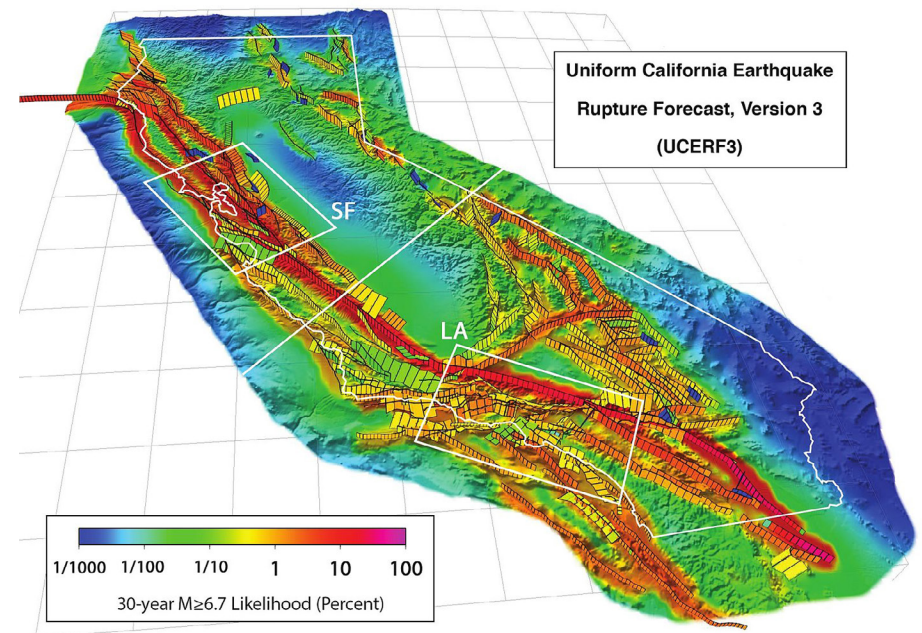 Uniform California Earthquake
Rupture Forecast, Version 3
(UCERF3)
SF
LA
1/1000 1/100 1/10 1 10 100
30-year M≥6.7 Likelihood (Percent)